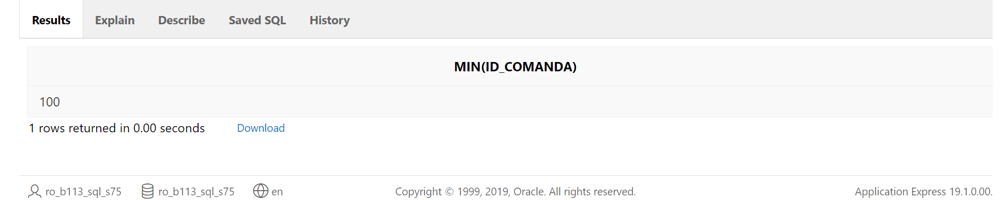 Results Explain Describe Saved SQL History
MIN(ID_COMANDA)
100
1 rows returned in 0.00 seconds Download
ro_b113_sql_s75 ro_b113_sql_s75 en Copyright © 1999, 2019, Oracle. All rights reserved. Application Express 19.1.0.00.